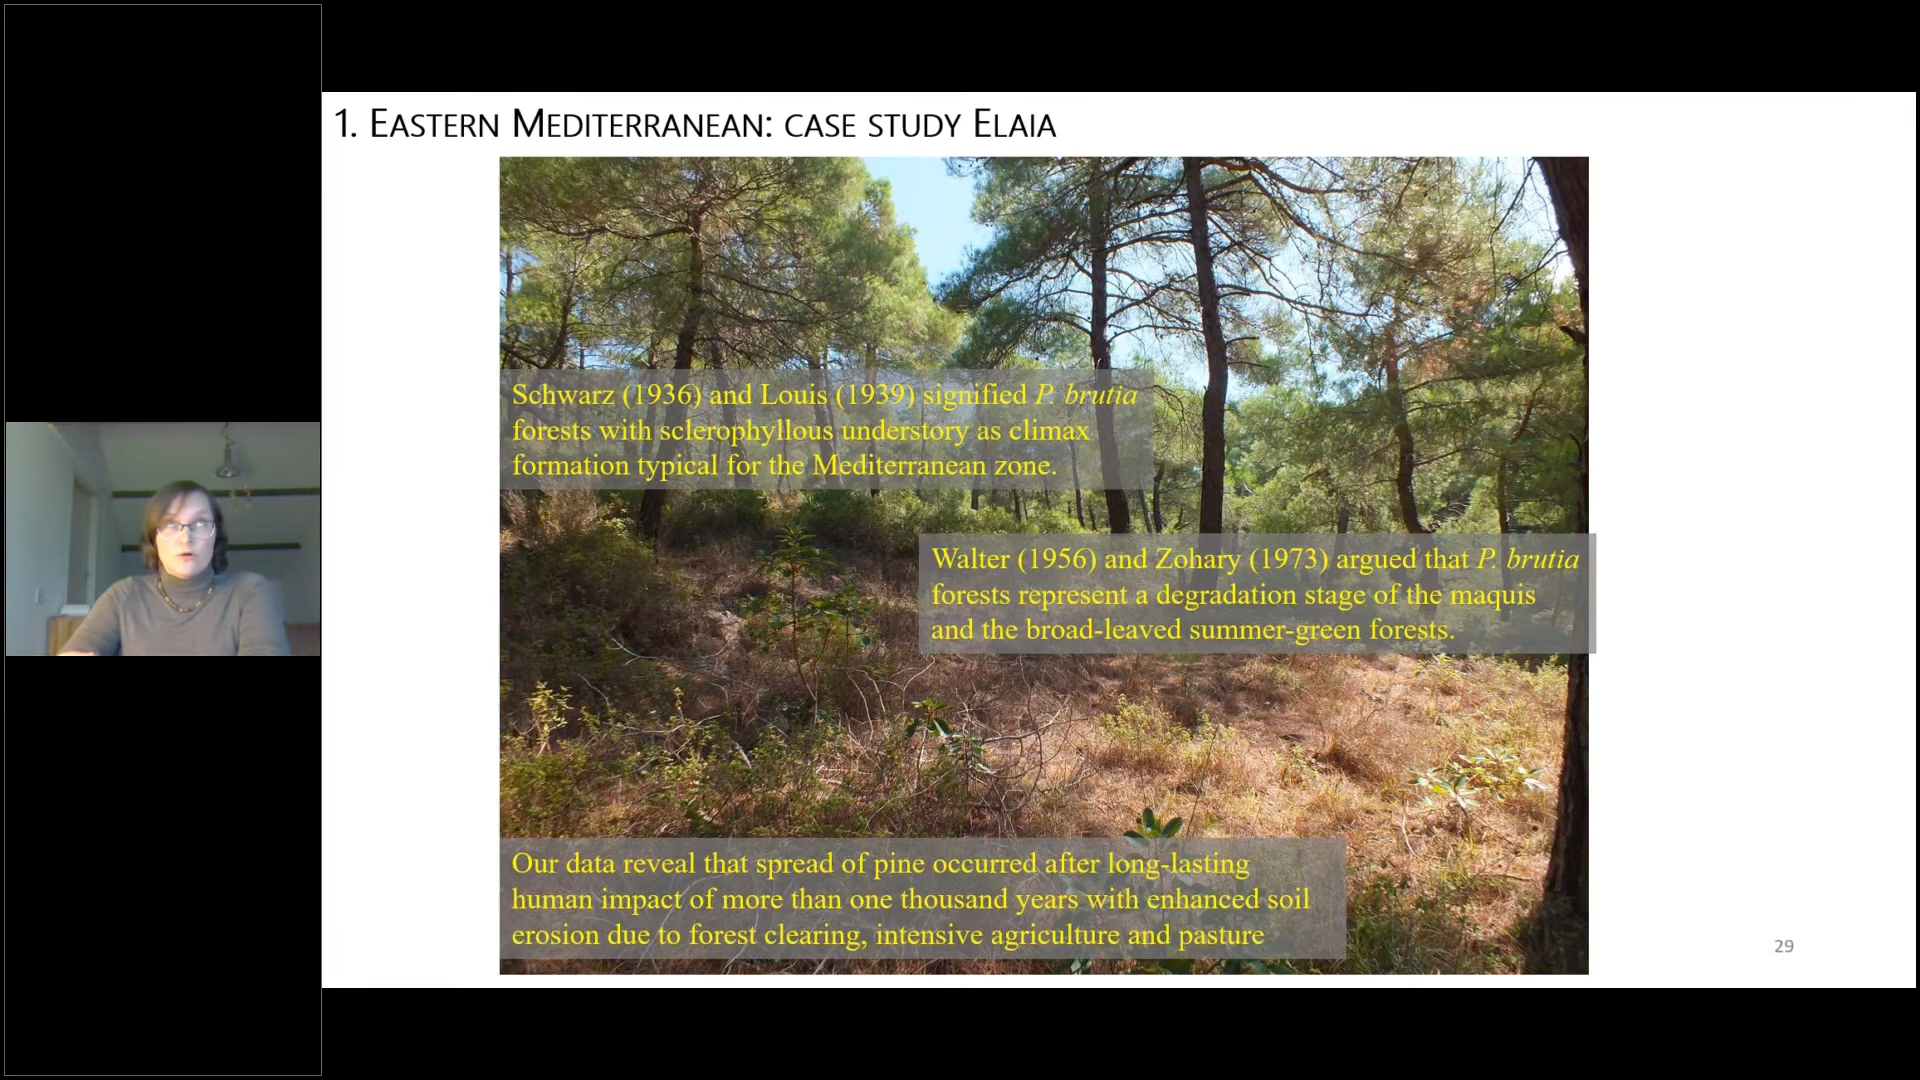 1. Eastern Mediterranean: case study Elaia
Schwarz (1936) and Louis (1939) signified P. brutia
forests with sclerophyllous understory as climax
formation typical for the Mediterranean zone.
Walter (1956) and Zohary (1973) argued that P. brutia
forests represent a degradation stage of the maquis
and the broad-leaved summer-green forests.
Our data reveal that spread of pine occurred after long-lasting
human impact of more than one thousand years with enhanced soil
erosion due to forest clearing, intensive agriculture and pasture
29